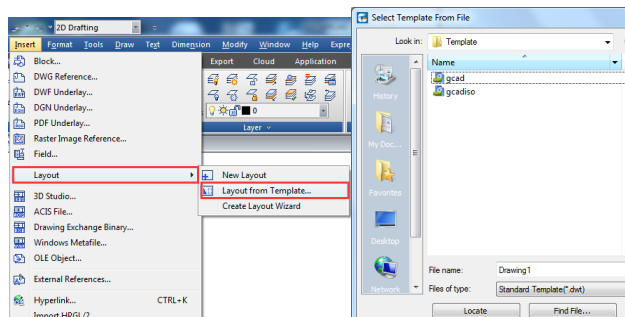 2D Drafting
Insert Format Tools Draw Text Dimension Modify Window Help Expre
Block...
DWG Reference...
DWF Underlay...
DGN Underlay...
PDF Underlay...
Raster Image Reference...
Field...
Layout
3D Studio...
ACIS File...
Drawing Exchange Binary...
Windows Metafile...
OLE Object...
External References...
Hyperlink... CTRL+K
Import HPGL/2
Export Cloud Application
0
Layer
New Layout
Layout from Template...
Create Layout Wizard
Select Template From File
Look in: Template
Name
gcad
gcadiso
History
My Doc...
Favorites
Desktop
Network
File name: Drawing1
Files of type: Standard Template(*.dwt)
Locate Find File...